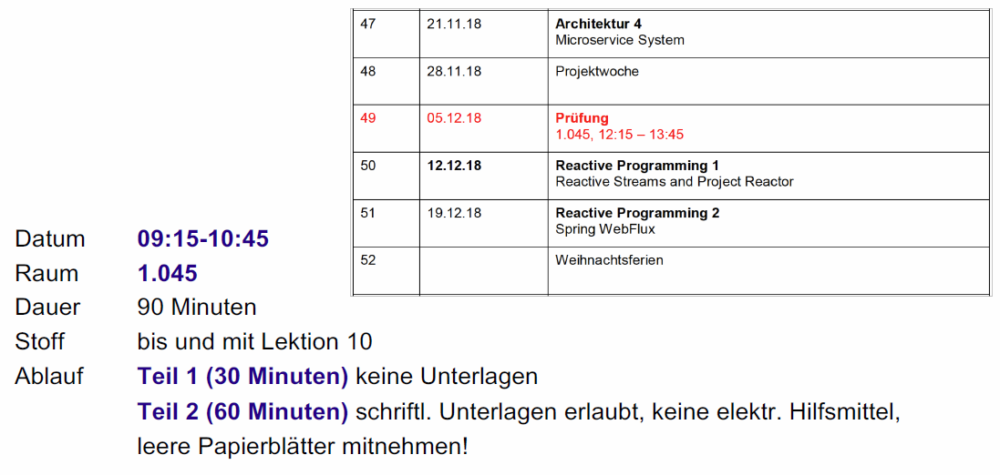 47 21.11.18 Architektur 4
Microservice System
48 28.11.18 Projektwoche
49 05.12.18 Prüfung
1.045, 12:15 – 13:45
50 12.12.18 Reactive Programming 1
Reactive Streams and Project Reactor
51 19.12.18 Reactive Programming 2
Spring WebFlux
52 Weihnachtsferien
Datum 09:15-10:45
Raum 1.045
Dauer 90 Minuten
Stoff bis und mit Lektion 10
Ablauf Teil 1 (30 Minuten) keine Unterlagen
Teil 2 (60 Minuten) schriftl. Unterlagen erlaubt, keine elektr. Hilfsmittel,
leere Papierblätter mitnehmen!